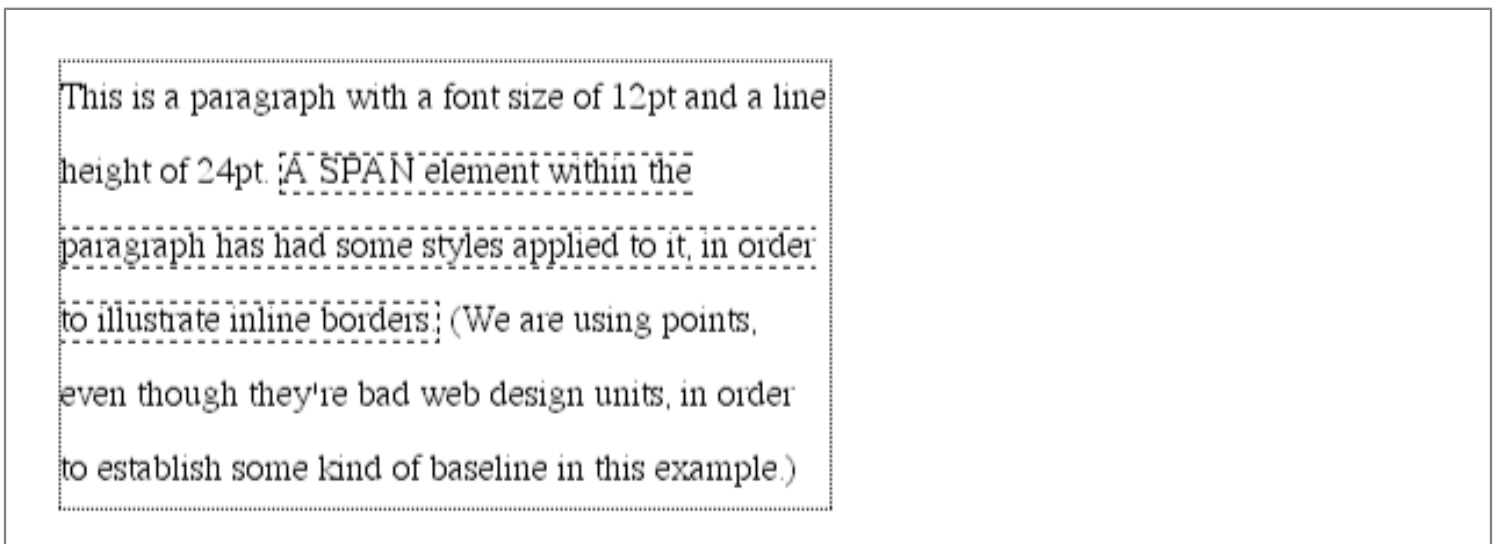 This is a paragraph with a font size of 12pt and a line
height of 24pt. A SPAN element within the
paragraph has had some styles applied to it, in order
to illustrate inline borders. (We are using points,
even though they're bad web design units, in order
to establish some kind of baseline in this example.)